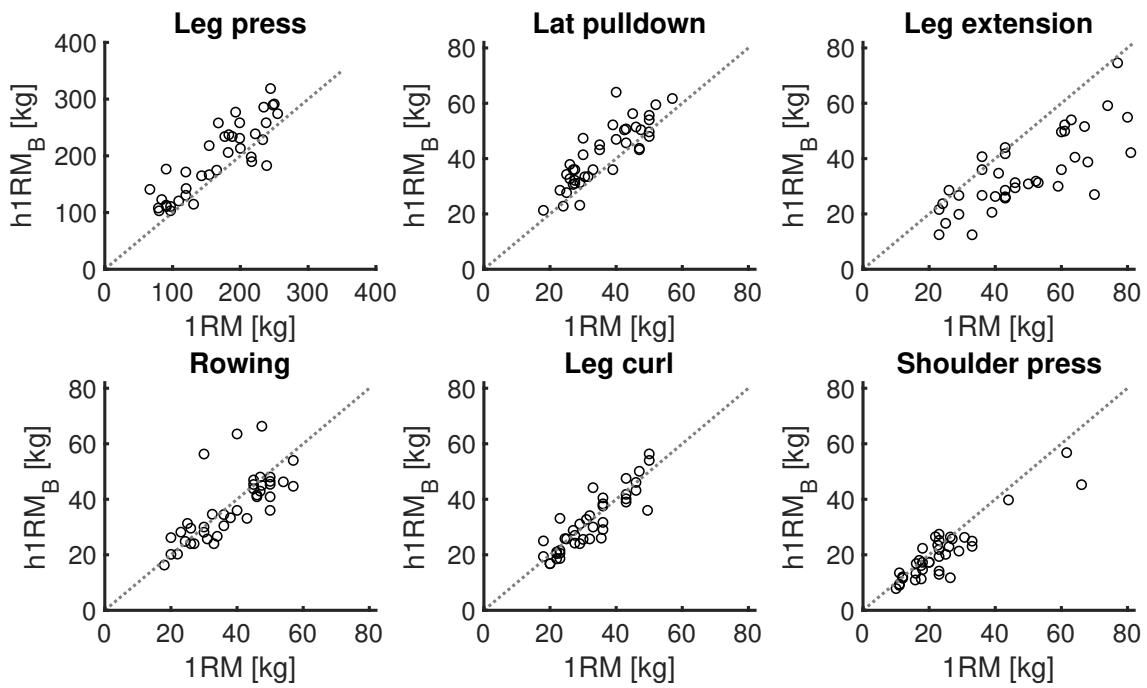 Leg press
Lat pulldown
Leg extension
400
300
200
100
0
h1RM_B [kg]
0 100 200 300 400
1RM [kg]
80
60
40
20
0
h1RM_B [kg]
0 20 40 60 80
1RM [kg]
80
60
40
20
0
h1RM_B [kg]
0 20 40 60 80
1RM [kg]
Rowing
Leg curl
Shoulder press
80
60
40
20
0
h1RM_B [kg]
0 20 40 60 80
1RM [kg]
80
60
40
20
0
h1RM_B [kg]
0 20 40 60 80
1RM [kg]
80
60
40
20
0
h1RM_B [kg]
0 20 40 60 80
1RM [kg]